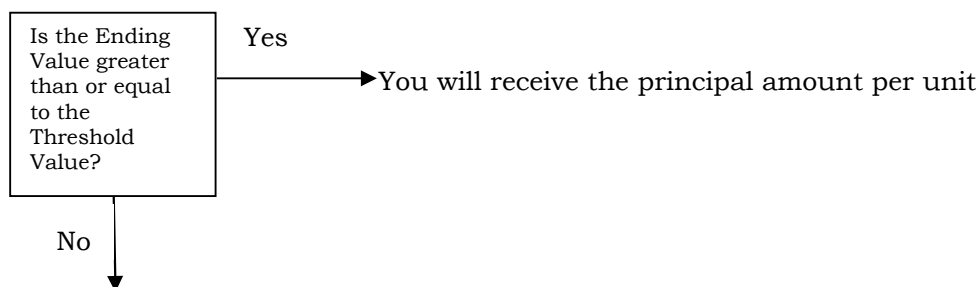 Is the Ending
Value greater
than or equal
to the
Threshold
Value?
Yes
You will receive the principal amount per unit
No